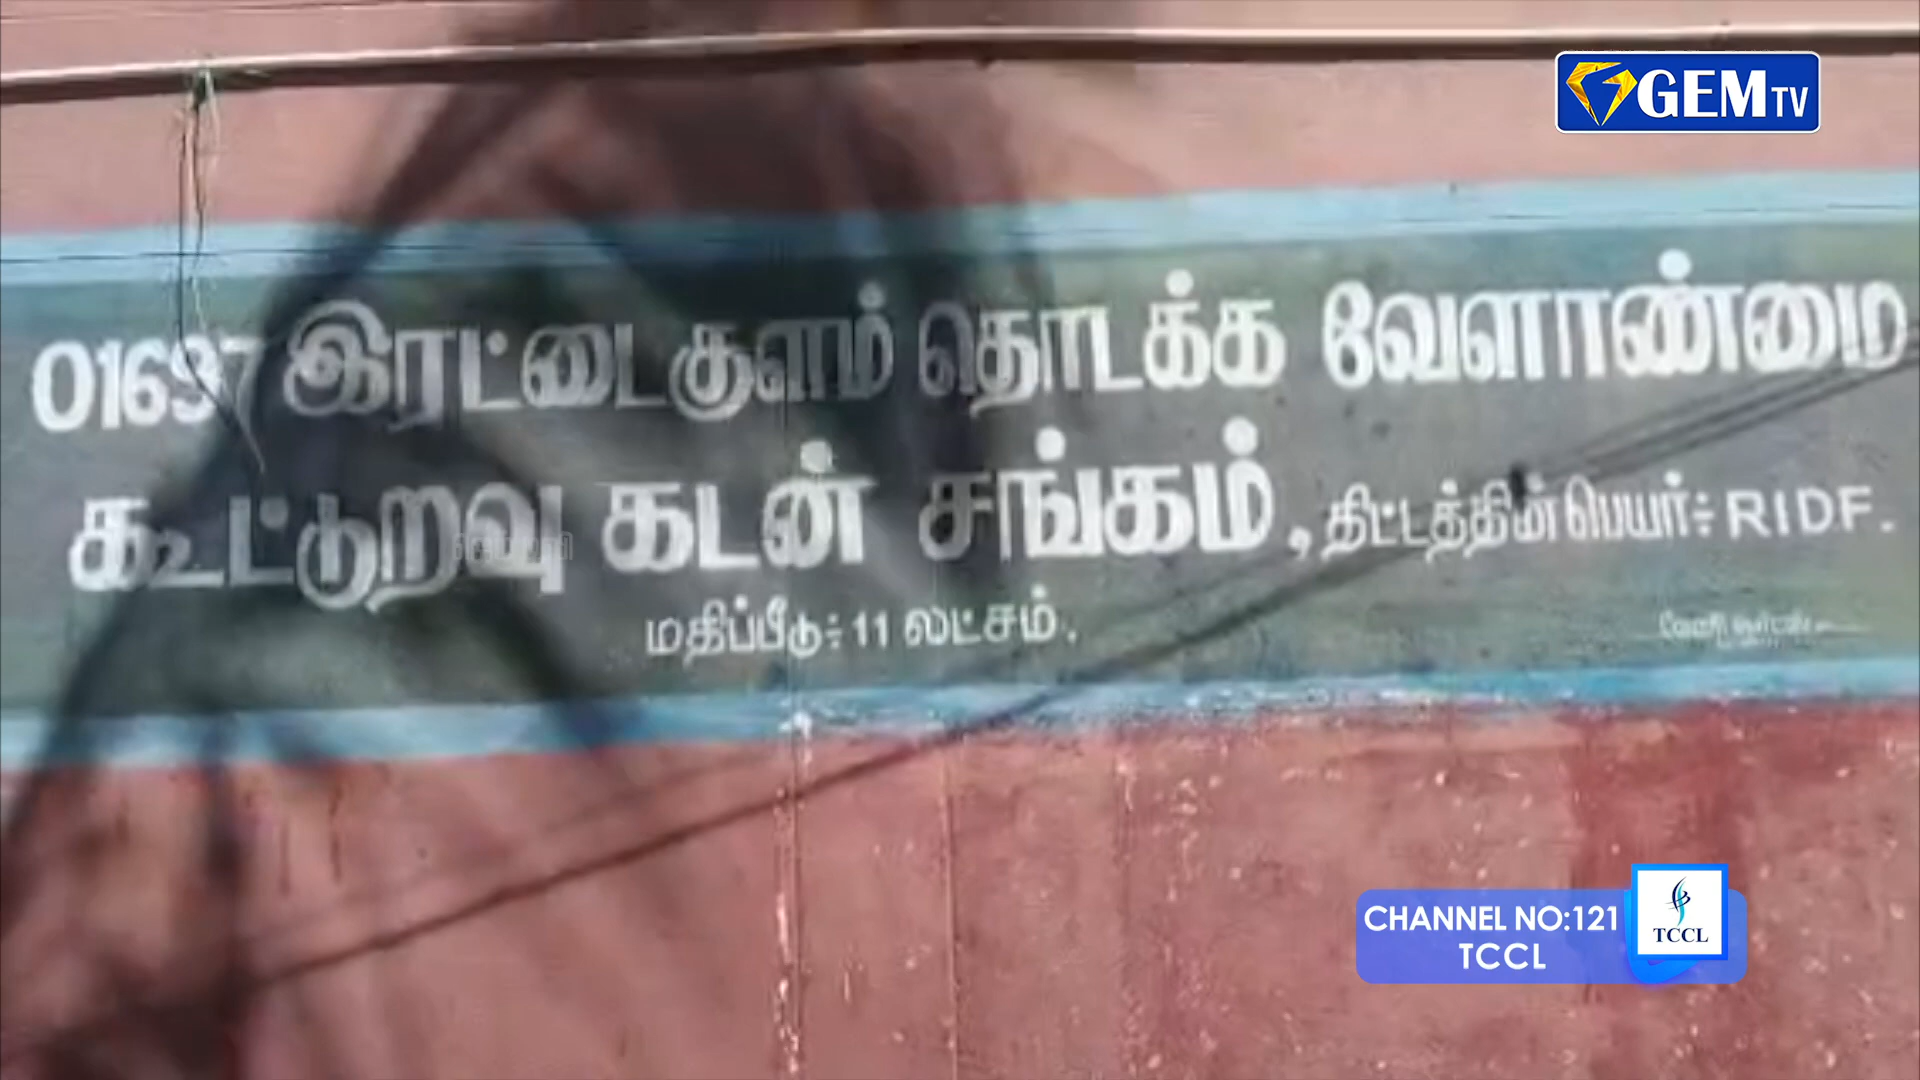 GEM TV
01697 இரட்டைகுளம் தொடக்க வேளாண்மை
கூட்டுறவு கடன் சங்கம், திட்டத்தின் பெயர்:- RIDF.
மதிப்பீடு:- 11 லட்சம்.
CHANNEL NO:121
TCCL
TCCL